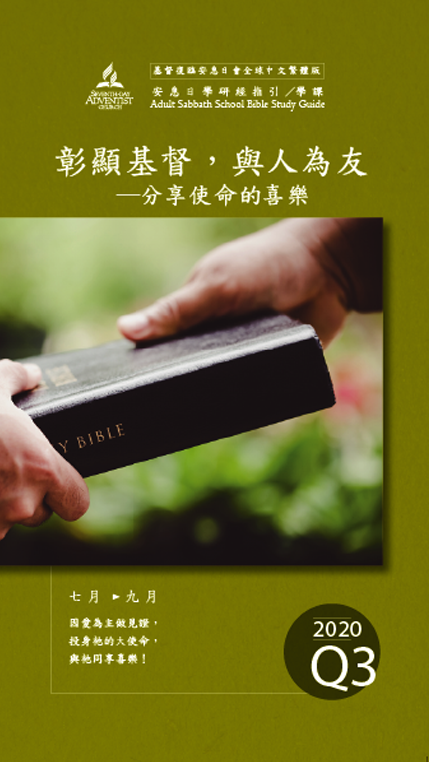 基督復臨安息日會全球中文繁體版
SEVENTH-DAY
ADVENTIST
CHURCH
安息日學研經指引／學課
Adult Sabbath School Bible Study Guide
彰顯基督，與人為友
—分享使命的喜樂
Y BIBLE
七月 ►九月
因愛為主做見證，
投身祂的大使命，
與祂同享喜樂！
2020
Q3